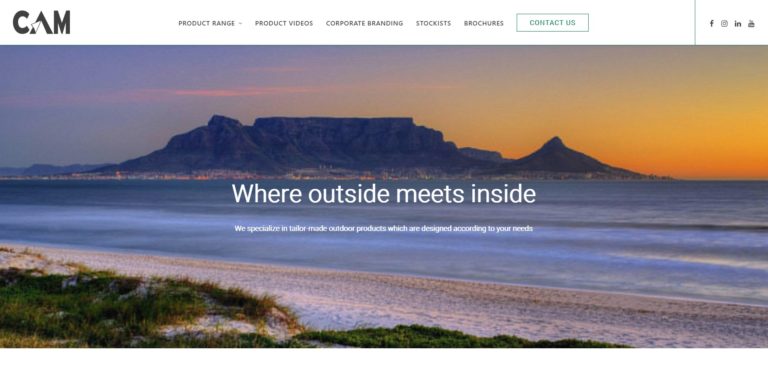 CAM
PRODUCT RANGE
PRODUCT VIDEOS
CORPORATE BRANDING
STOCKISTS
BROCHURES
CONTACT US
Where outside meets inside
We specialize in tailor-made outdoor products which are designed according to your needs